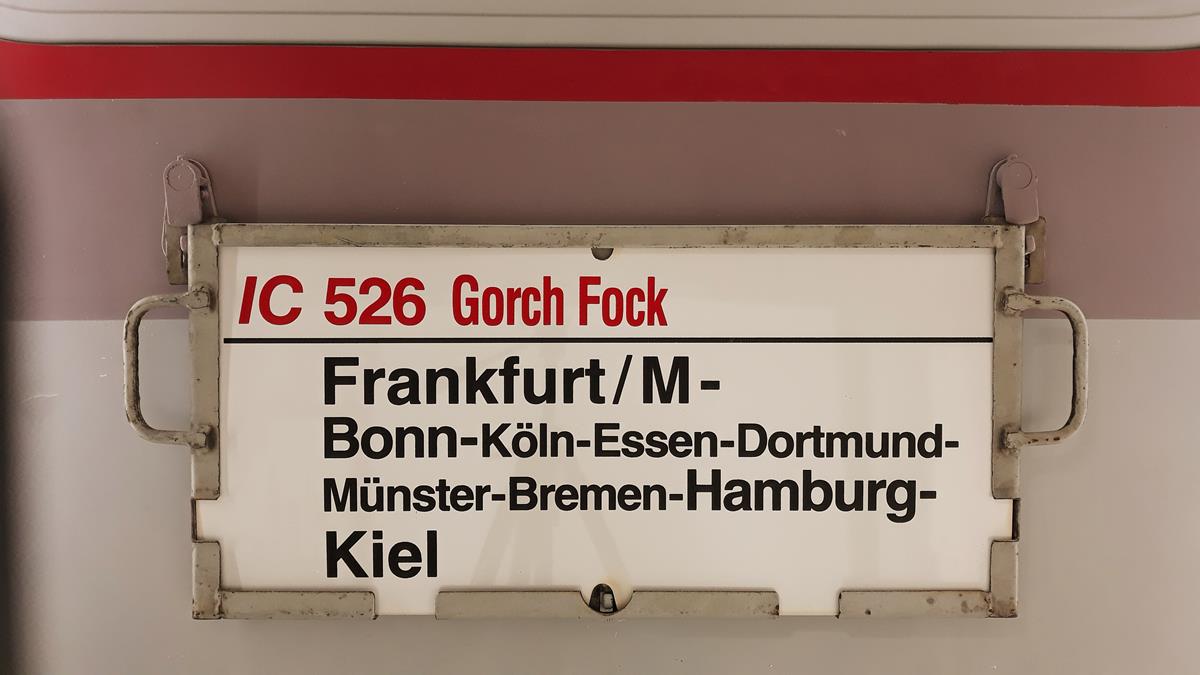 IC 526 Gorch Fock
Frankfurt/M-
Bonn-Köln-Essen-Dortmund-
Münster-Bremen-Hamburg-
Kiel